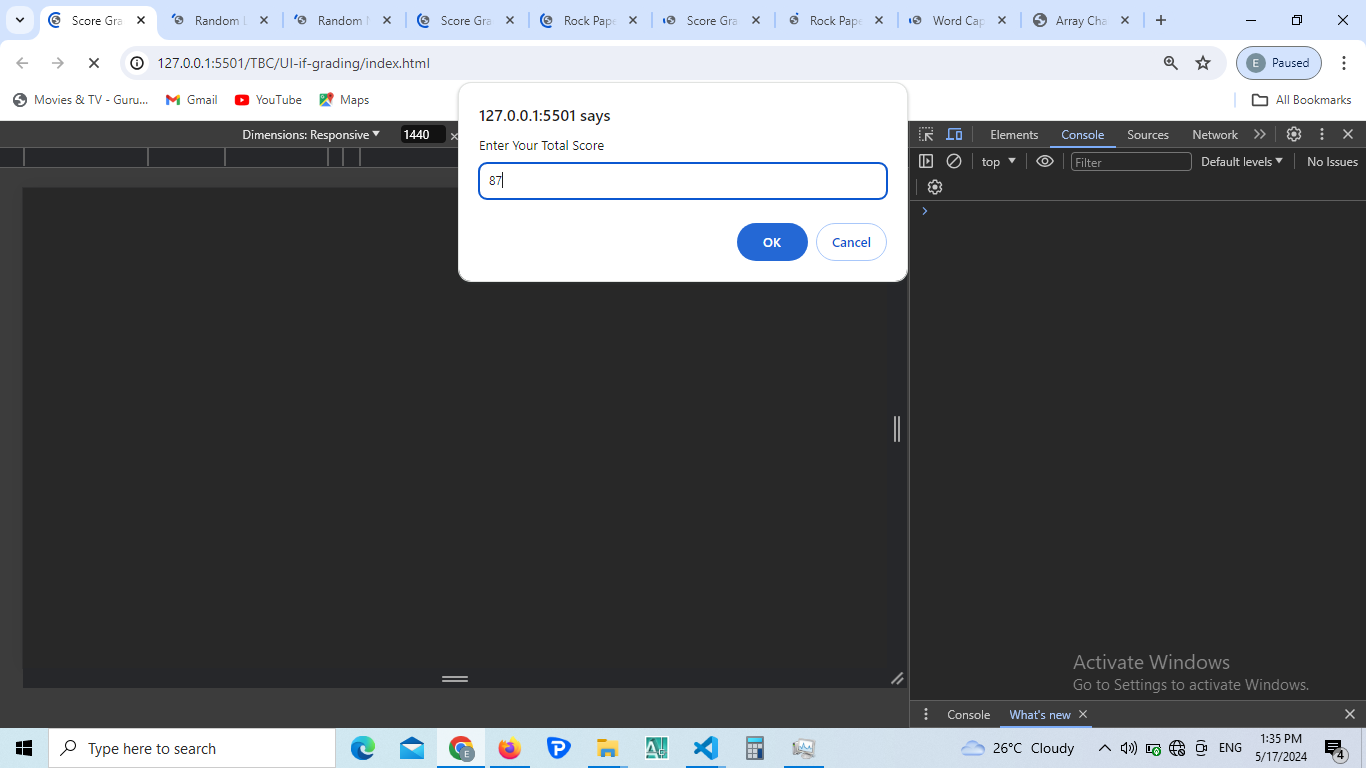 Score Gra
Random L
Random N
Score Gra
Rock Pape
Score Gra
Rock Pape
Word Cap
Array Cha
127.0.0.1:5501/TBC/UI-if-grading/index.html
E Paused
Movies & TV - Guru...
Gmail
YouTube
Maps
All Bookmarks
127.0.0.1:5501 says
Enter Your Total Score
87
OK
Cancel
Dimensions: Responsive
1440
Elements
Console
Sources
Network
top
Filter
Default levels
No Issues
Activate Windows
Go to Settings to activate Windows.
Console
What's new
Type here to search
26°C Cloudy
ENG
1:35 PM
5/17/2024
4